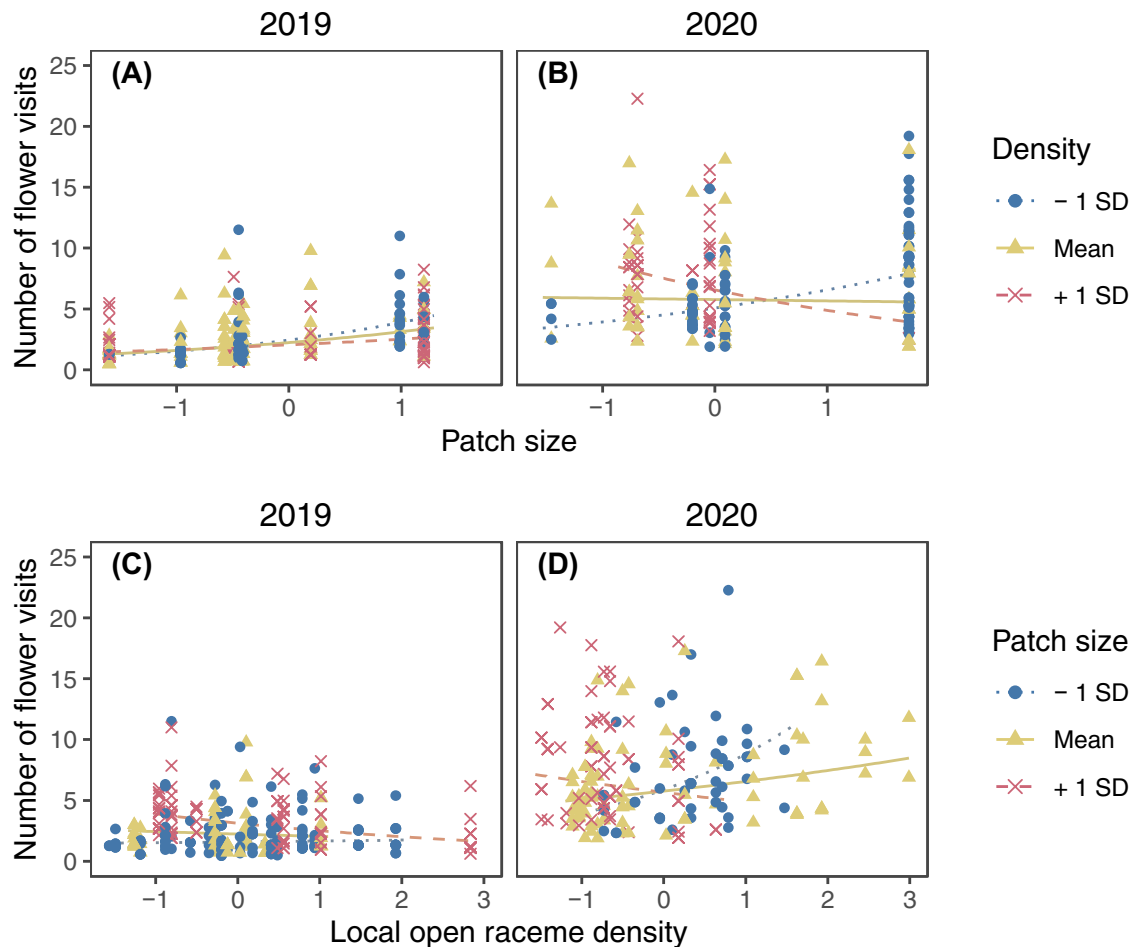 2019
2020
(A)
(B)
Number of flower visits
25
20
15
10
5
0
−1
0
1
−1
0
1
Patch size
Density
− 1 SD
Mean
+ 1 SD
2019
2020
(C)
(D)
Number of flower visits
25
20
15
10
5
0
−1
0
1
2
3
−1
0
1
2
3
Local open raceme density
Patch size
− 1 SD
Mean
+ 1 SD